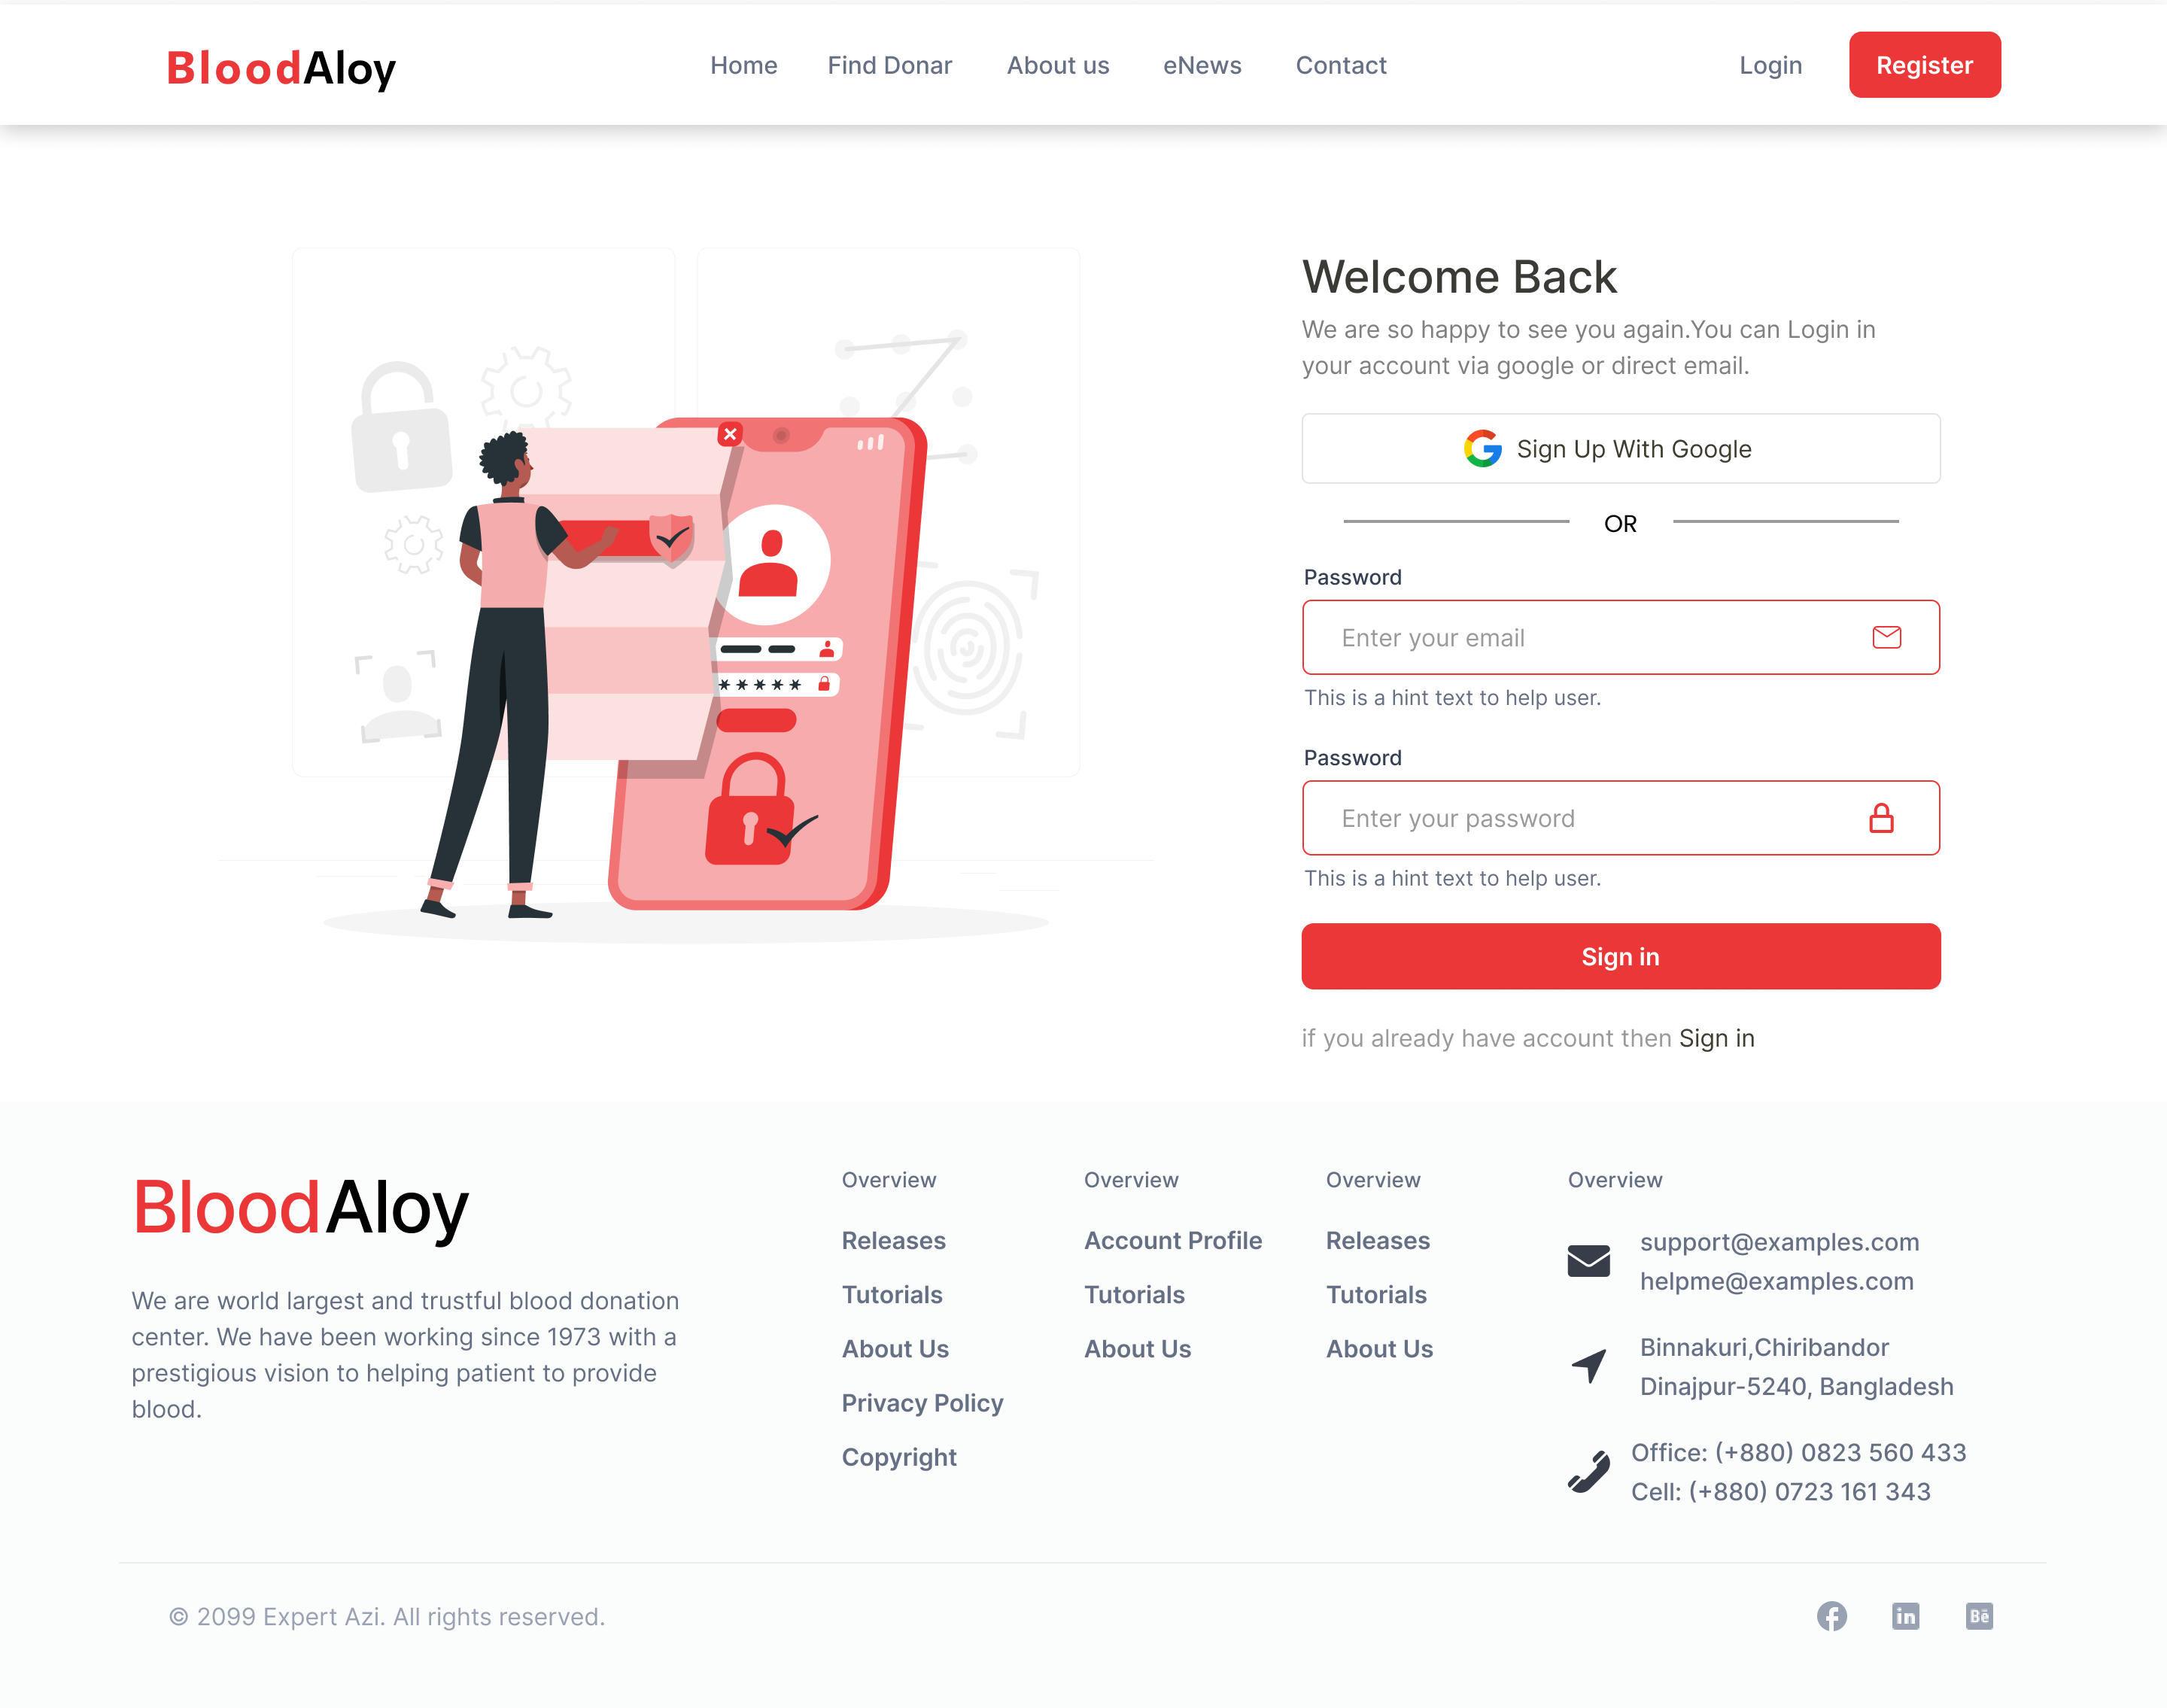 BloodAloy
Home Find Donar About us eNews Contact
Login Register
Welcome Back
We are so happy to see you again.You can Login in
your account via google or direct email.
Sign Up With Google
OR
Password
Enter your email
This is a hint text to help user.
Password
Enter your password
This is a hint text to help user.
Sign in
if you already have account then Sign in
*****
BloodAloy
We are world largest and trustful blood donation
center. We have been working since 1973 with a
prestigious vision to helping patient to provide
blood.
Overview
Releases
Tutorials
About Us
Privacy Policy
Copyright
Overview
Account Profile
Tutorials
About Us
Overview
Releases
Tutorials
About Us
Overview
support@examples.com
helpme@examples.com
Binnakuri,Chiribandor
Dinajpur-5240, Bangladesh
Office: (+880) 0823 560 433
Cell: (+880) 0723 161 343
© 2099 Expert Azi. All rights reserved.
f in Bē